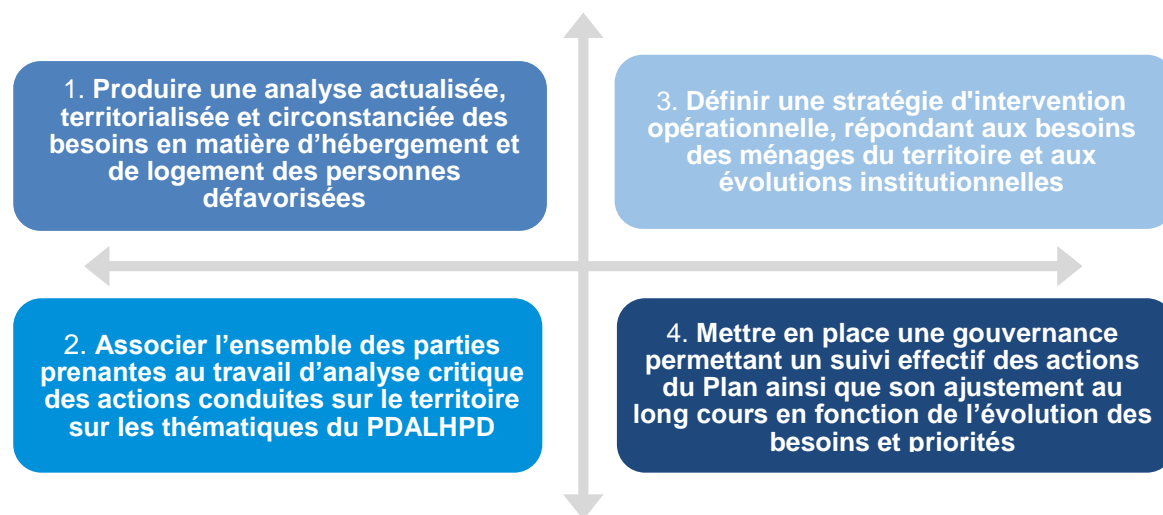 1. Produire une analyse actualisée,
territorialisée et circonstanciée des
besoins en matière d’hébergement et
de logement des personnes
défavorisées
2. Associer l’ensemble des parties
prenantes au travail d’analyse critique
des actions conduites sur le territoire
sur les thématiques du PDALHPD
3. Définir une stratégie d'intervention
opérationnelle, répondant aux besoins
des ménages du territoire et aux
évolutions institutionnelles
4. Mettre en place une gouvernance
permettant un suivi effectif des actions
du Plan ainsi que son ajustement au
long cours en fonction de l’évolution des
besoins et priorités